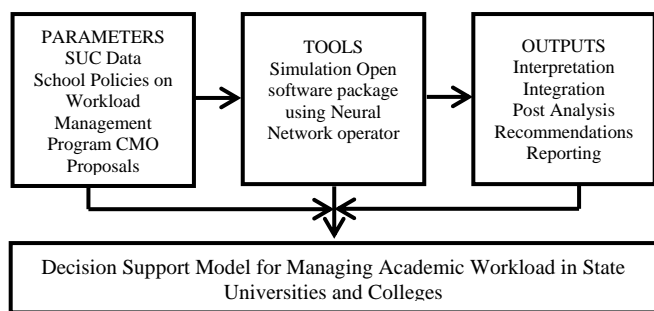 PARAMETERS
SUC Data
School Policies on
Workload
Management
Program CMO
Proposals
TOOLS
Simulation Open
software package
using Neural
Network operator
OUTPUTS
Interpretation
Integration
Post Analysis
Recommendations
Reporting
Decision Support Model for Managing Academic Workload in State
Universities and Colleges